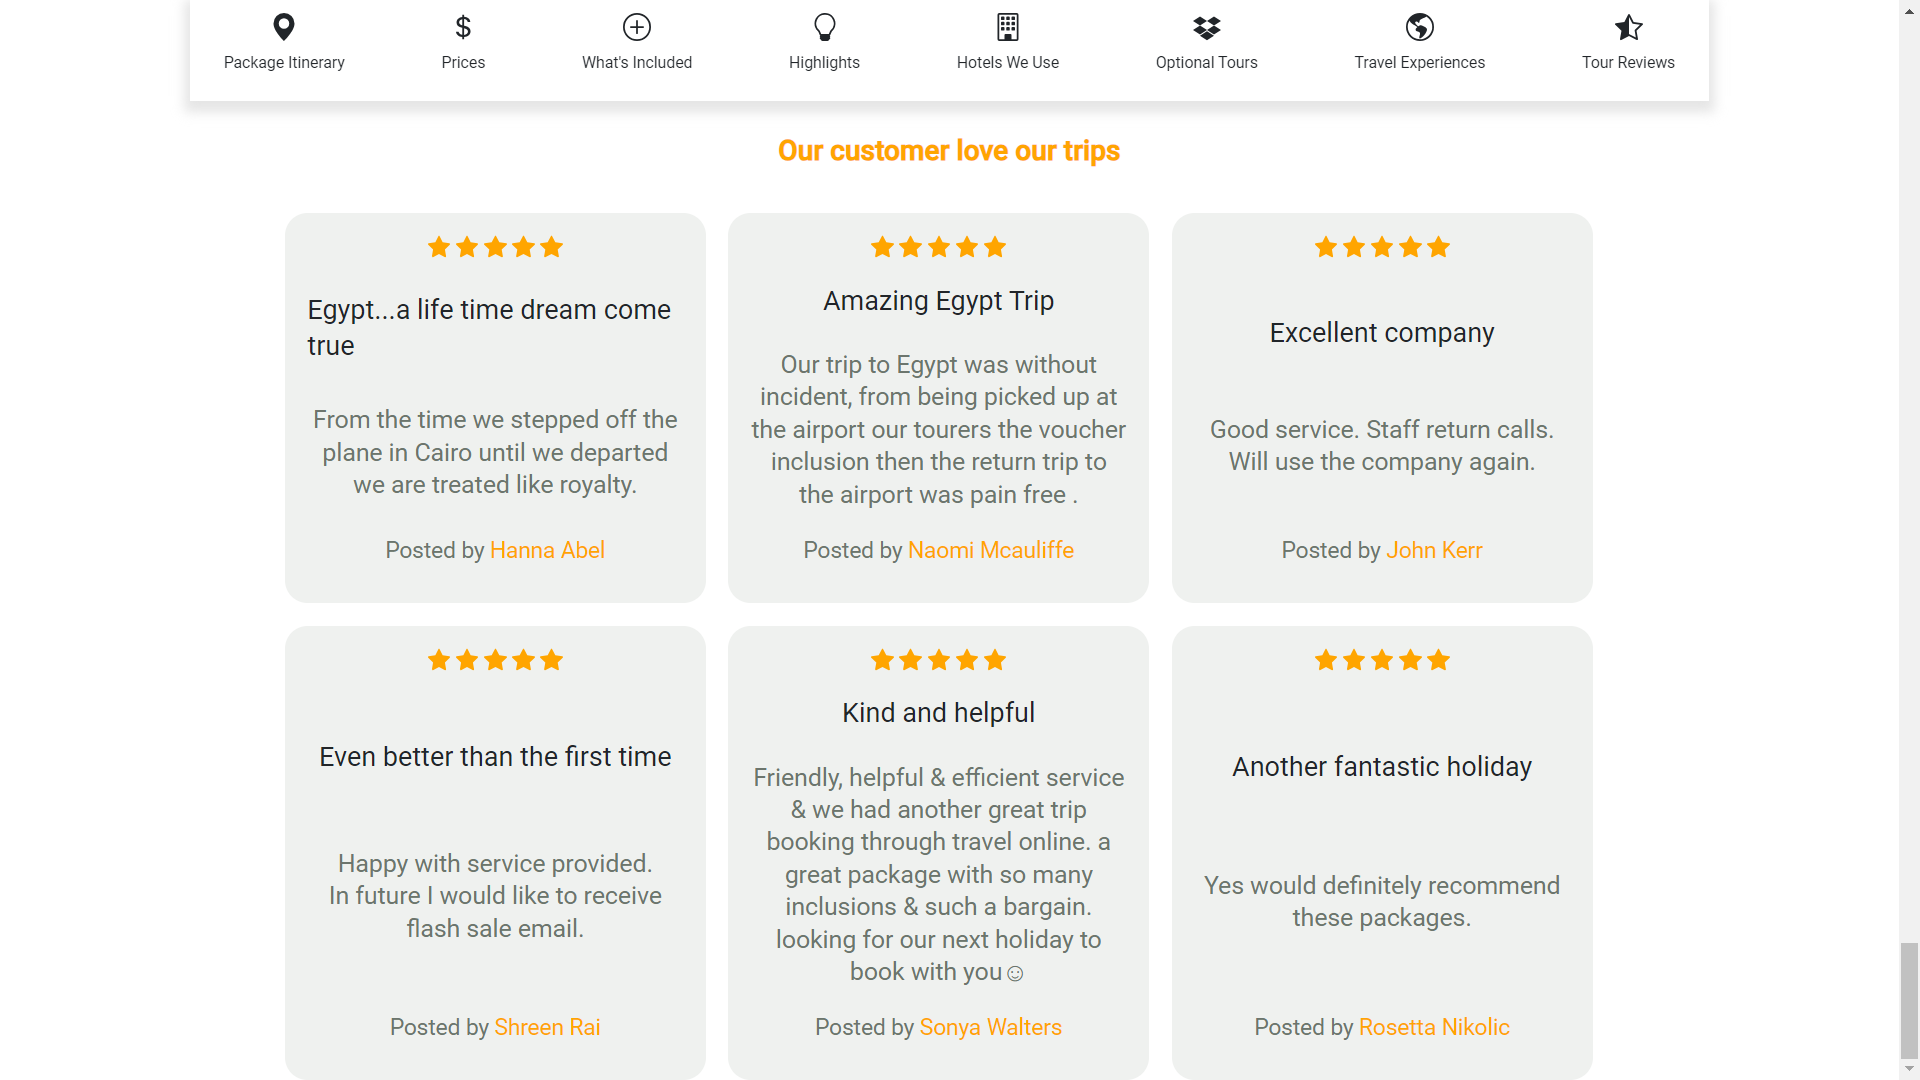 Package Itinerary
Prices
What's Included
Highlights
Hotels We Use
Optional Tours
Travel Experiences
Tour Reviews
Our customer love our trips
Egypt...a life time dream come
true
From the time we stepped off the
plane in Cairo until we departed
we are treated like royalty.
Posted by Hanna Abel
Amazing Egypt Trip
Our trip to Egypt was without
incident, from being picked up at
the airport our tourers the voucher
inclusion then the return trip to
the airport was pain free .
Posted by Naomi Mcauliffe
Excellent company
Good service. Staff return calls.
Will use the company again.
Posted by John Kerr
Even better than the first time
Happy with service provided.
In future I would like to receive
flash sale email.
Posted by Shreen Rai
Kind and helpful
Friendly, helpful & efficient service
& we had another great trip
booking through travel online. a
great package with so many
inclusions & such a bargain.
looking for our next holiday to
book with you☺
Posted by Sonya Walters
Another fantastic holiday
Yes would definitely recommend
these packages.
Posted by Rosetta Nikolic